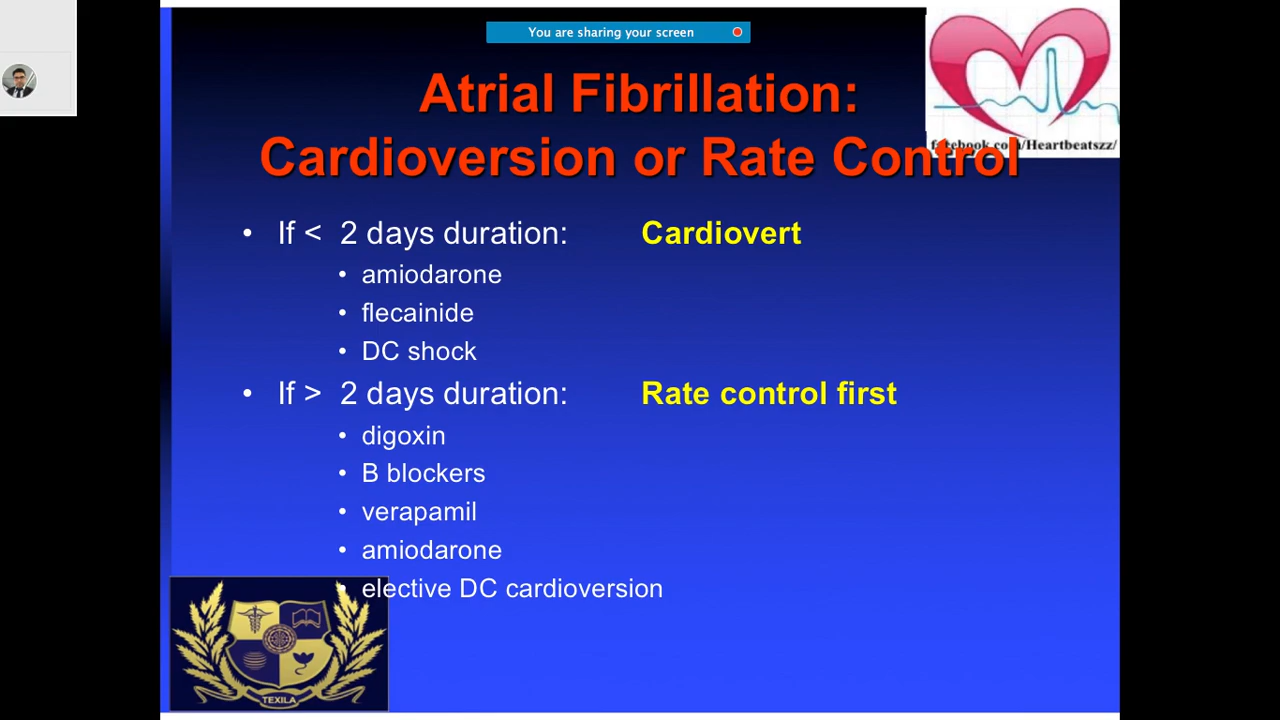 You are sharing your screen
Atrial Fibrillation:
Cardioversion or Rate Control
facebook.com/Heartbeatszz/
• If < 2 days duration: Cardiovert
• amiodarone
• flecainide
• DC shock
• If > 2 days duration: Rate control first
• digoxin
• B blockers
• verapamil
• amiodarone
• elective DC cardioversion
TEXILA